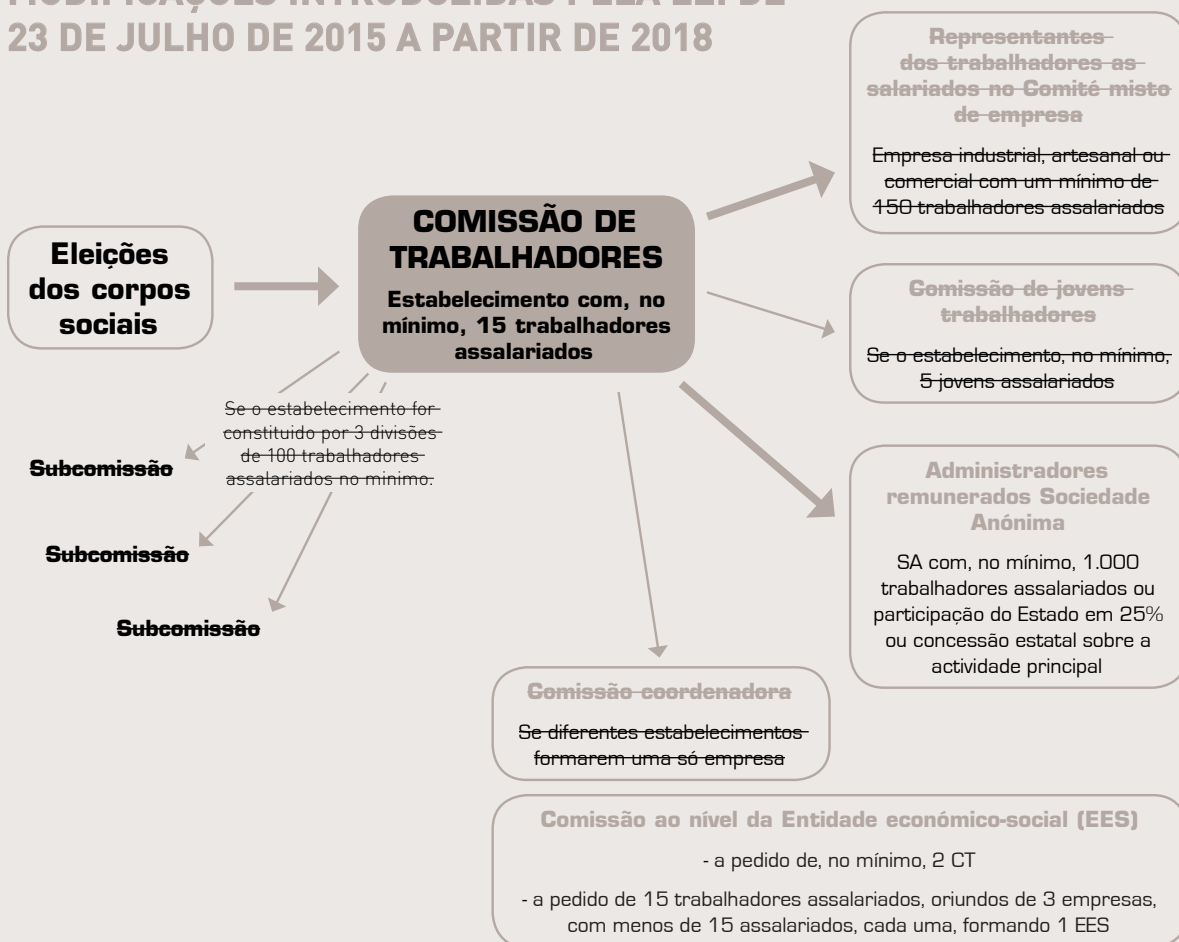 MODIFICAÇÕES INTRODUZIDAS PELA LEI DE
23 DE JULHO DE 2015 A PARTIR DE 2018
Representantes
dos trabalhadores as
salariados no Comité misto
de empresa
Empresa industrial, artesanal ou
comercial com um mínimo de
150 trabalhadores assalariados
Eleições
dos corpos
sociais
COMISSÃO DE
TRABALHADORES
Estabelecimento com, no
mínimo, 15 trabalhadores
assalariados
Comissão de jovens
trabalhadores
Se o estabelecimento, no mínimo,
5 jovens assalariados
Se o estabelecimento for
constituido por 3 divisões
de 100 trabalhadores
assalariados no minimo.
Subcomissão
Subcomissão
Subcomissão
Administradores
remunerados Sociedade
Anónima
SA com, no mínimo, 1.000
trabalhadores assalariados ou
participação do Estado em 25%
ou concessão estatal sobre a
actividade principal
Comissão coordenadora
Se diferentes estabelecimentos
formarem uma só empresa
Comissão ao nível da Entidade económico-social (EES)
- a pedido de, no mínimo, 2 CT
- a pedido de 15 trabalhadores assalariados, oriundos de 3 empresas,
com menos de 15 assalariados, cada uma, formando 1 EES